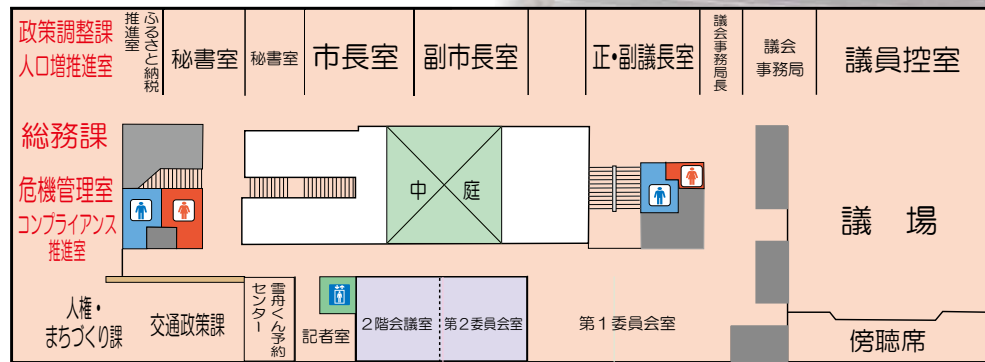 政策調整課
人口増推進室
ふるさと納税
推進室
秘書室
秘書室
市長室
副市長室
正・副議長室
議会事務局長
議会
事務局
議員控室
総務課
危機管理室
コンプライアンス
推進室
中庭
議場
人権・
まちづくり課
交通政策課
雪舟くん予約
センター
記者室
2階会議室
第2委員会室
第1委員会室
傍聴席